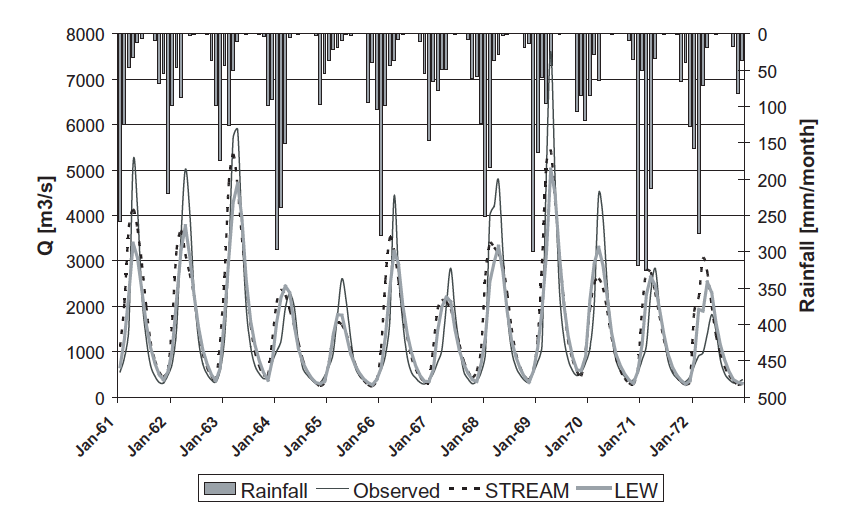 8000
7000
6000
5000
4000
3000
2000
1000
0
Q [m3/s]
0
50
100
150
200
250
300
350
400
450
500
Rainfall [mm/month]
Jan-61
Jan-62
Jan-63
Jan-64
Jan-65
Jan-66
Jan-67
Jan-68
Jan-69
Jan-70
Jan-71
Jan-72
Rainfall Observed STREAM LEW